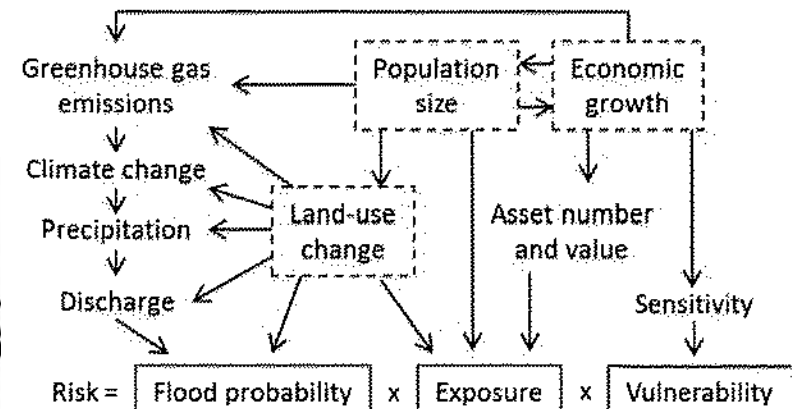 Greenhouse gas
emissions
Population
size
Economic
growth
Climate change
Precipitation
Land-use
change
Asset number
and value
Discharge
Sensitivity
Risk = Flood probability x Exposure x Vulnerability